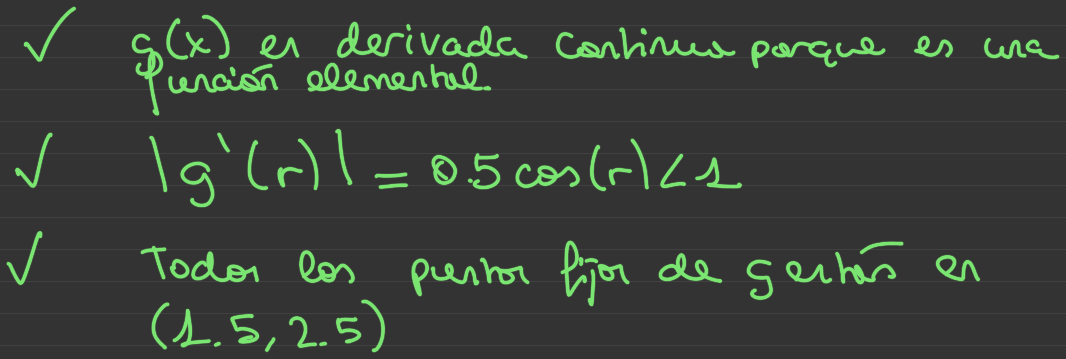 ✓ g(x) es derivada continua porque es una
función elemental.
✓ |g'(r)| = 0.5 cos(r) < 1
✓ Todos los puntos fijos de g están en
(1.5, 2.5)